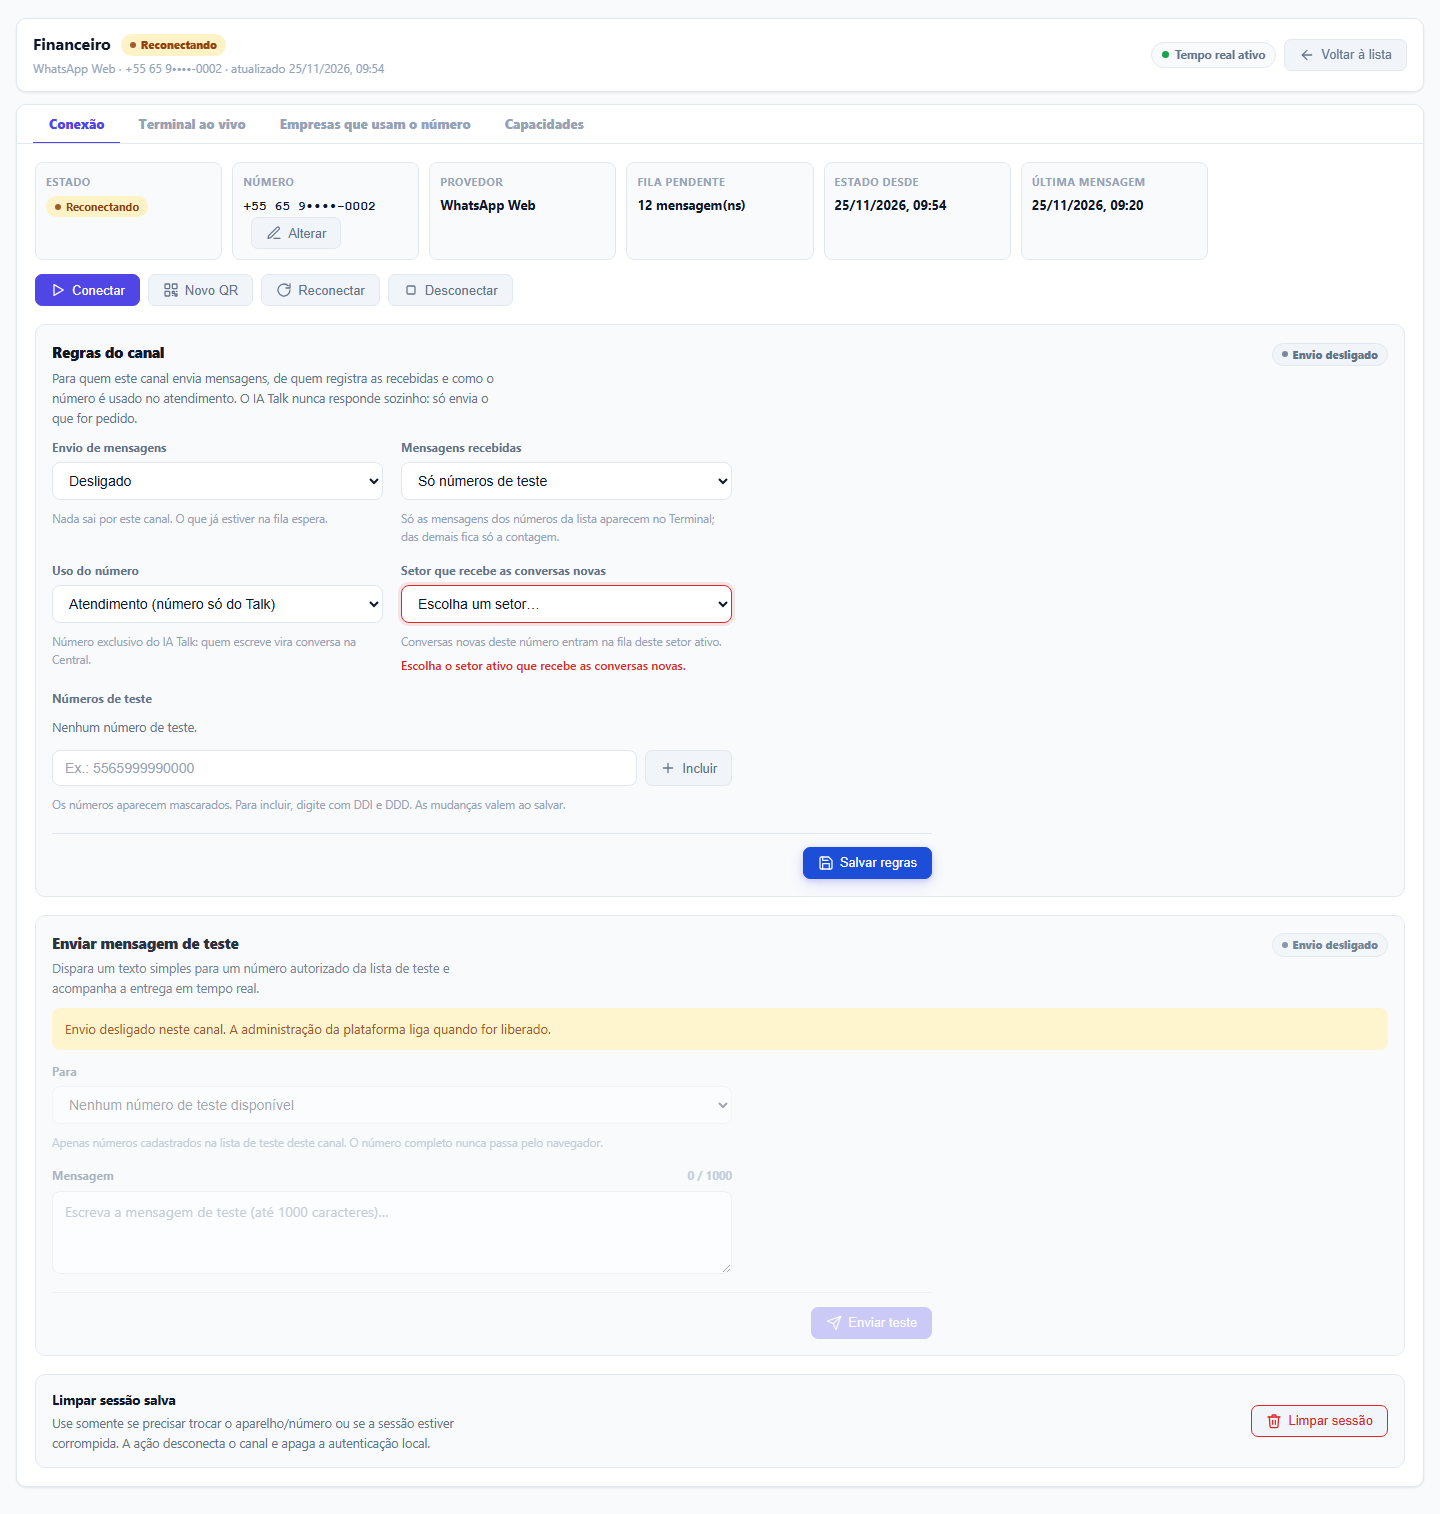 Financeiro
Reconectando
WhatsApp Web · +55 65 9••••-0002 · atualizado 25/11/2026, 09:54
Tempo real ativo
Voltar à lista
Conexão
Terminal ao vivo
Empresas que usam o número
Capacidades
ESTADO
Reconectando
NÚMERO
+55 65 9••••-0002
Alterar
PROVEDOR
WhatsApp Web
FILA PENDENTE
12 mensagem(ns)
ESTADO DESDE
25/11/2026, 09:54
ÚLTIMA MENSAGEM
25/11/2026, 09:20
Conectar
Novo QR
Reconectar
Desconectar
Regras do canal
Envio desligado
Para quem este canal envia mensagens, de quem registra as recebidas e como o
número é usado no atendimento. O IA Talk nunca responde sozinho: só envia o
que for pedido.
Envio de mensagens
Desligado
Nada sai por este canal. O que já estiver na fila espera.
Mensagens recebidas
Só números de teste
Só as mensagens dos números da lista aparecem no Terminal;
das demais fica só a contagem.
Uso do número
Atendimento (número só do Talk)
Número exclusivo do IA Talk: quem escreve vira conversa na
Central.
Setor que recebe as conversas novas
Escolha um setor…
Conversas novas deste número entram na fila deste setor ativo.
Escolha o setor ativo que recebe as conversas novas.
Números de teste
Nenhum número de teste.
Ex.: 5565999990000
Incluir
Os números aparecem mascarados. Para incluir, digite com DDI e DDD. As mudanças valem ao salvar.
Salvar regras
Enviar mensagem de teste
Envio desligado
Dispara um texto simples para um número autorizado da lista de teste e
acompanha a entrega em tempo real.
Envio desligado neste canal. A administração da plataforma liga quando for liberado.
Para
Nenhum número de teste disponível
Apenas números cadastrados na lista de teste deste canal. O número completo nunca passa pelo navegador.
Mensagem
0 / 1000
Escreva a mensagem de teste (até 1000 caracteres)...
Enviar teste
Limpar sessão salva
Use somente se precisar trocar o aparelho/número ou se a sessão estiver
corrompida. A ação desconecta o canal e apaga a autenticação local.
Limpar sessão